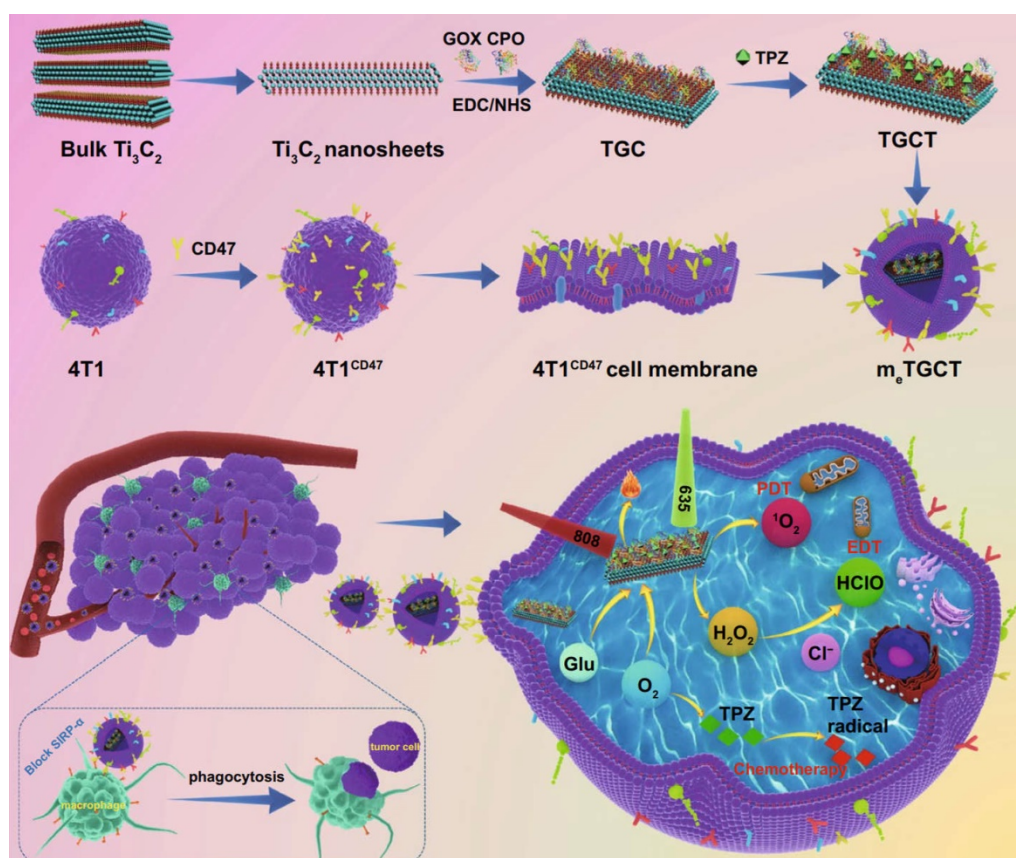 GOX CPO
EDC/NHS
TPZ
Bulk Ti₃C₂
Ti₃C₂ nanosheets
TGC
TGCT
CD47
4T1
4T1ᶜᴰ⁴⁷
4T1ᶜᴰ⁴⁷ cell membrane
mₑTGCT
808
635
PDT
¹O₂
EDT
HClO
H₂O₂
Cl⁻
Glu
O₂
TPZ
TPZ
radical
Chemotherapy
Block SIRP-α
macrophage
phagocytosis
tumor cell